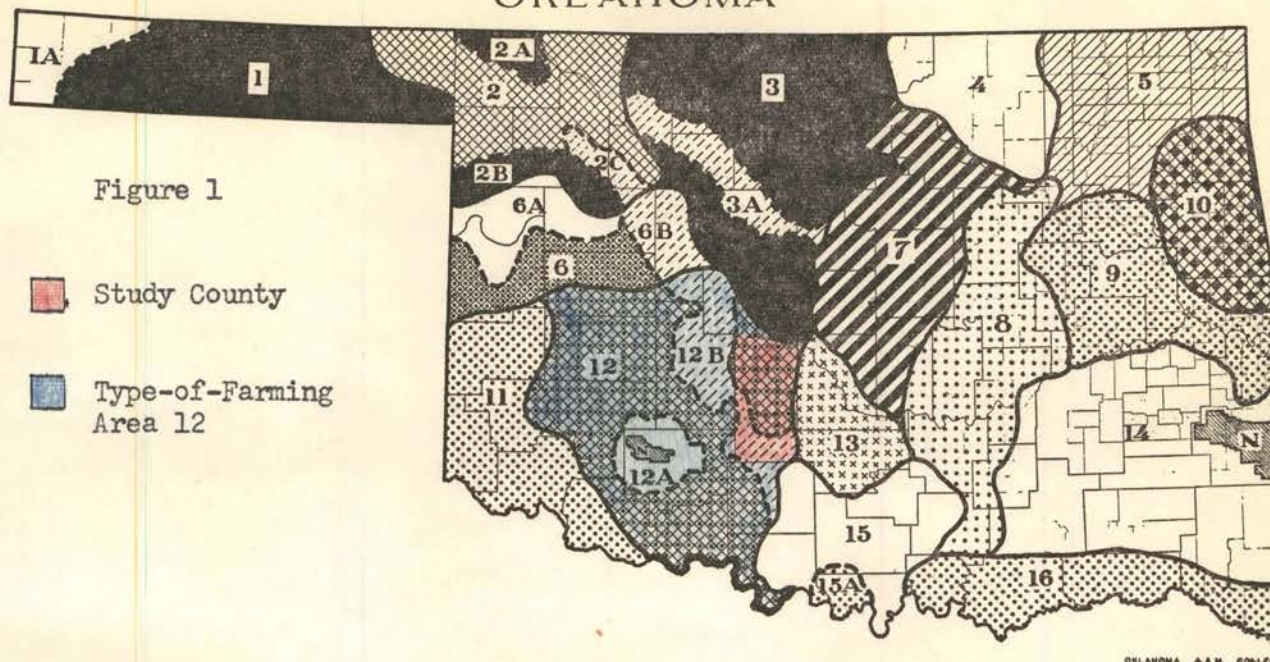 OKLAHOMA
1A
1
2A
2
3
4
5
2B
2C
3A
10
Figure 1
6A
6B
7
9
6
Study County
8
12
12B
Type-of-Farming
Area 12
11
13
14
N
12A
15
15A
16
OKLAHOMA A.&M. COLLEGE